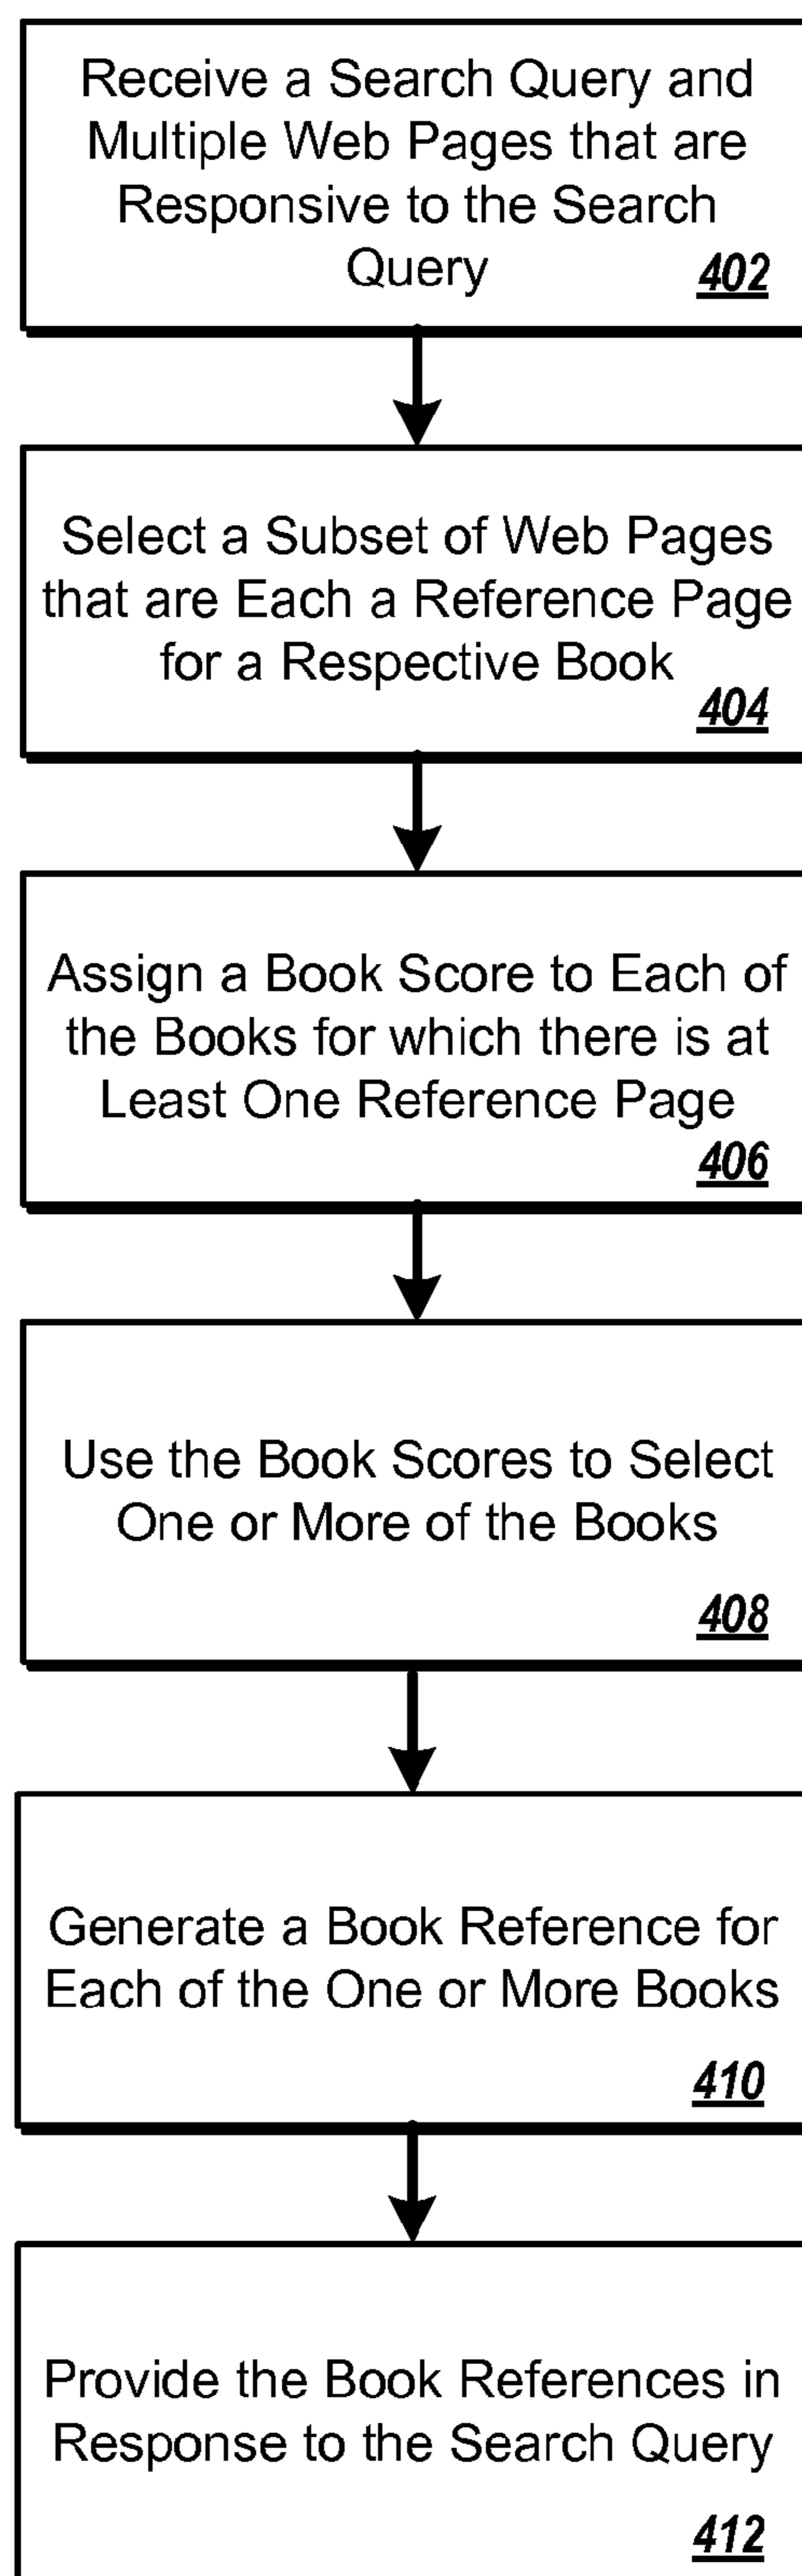 Receive a Search Query and
Multiple Web Pages that are
Responsive to the Search
Query
402
Select a Subset of Web Pages
that are Each a Reference Page
for a Respective Book
404
Assign a Book Score to Each of
the Books for which there is at
Least One Reference Page
406
Use the Book Scores to Select
One or More of the Books
408
Generate a Book Reference for
Each of the One or More Books
410
Provide the Book References in
Response to the Search Query
412